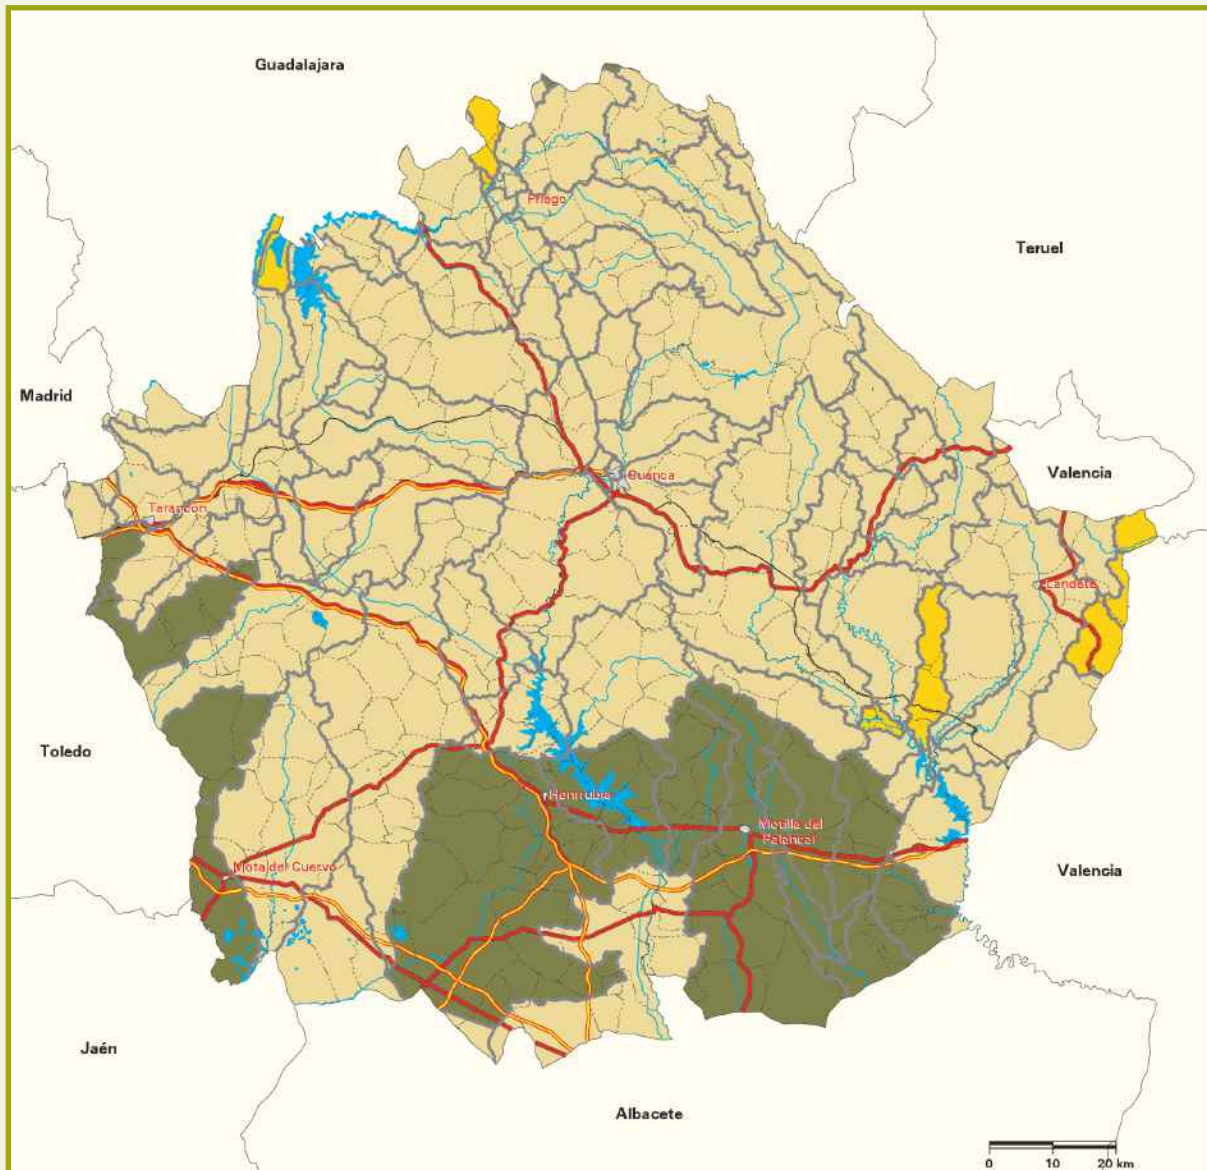 Guadalajara
Priego
Teruel
Madrid
Valencia
Cuenca
Tarancón
Landete
Toledo
Honrubia
Motilla del
Palancar
Mota del Cuervo
Valencia
Jaén
Albacete
0 10 20 km